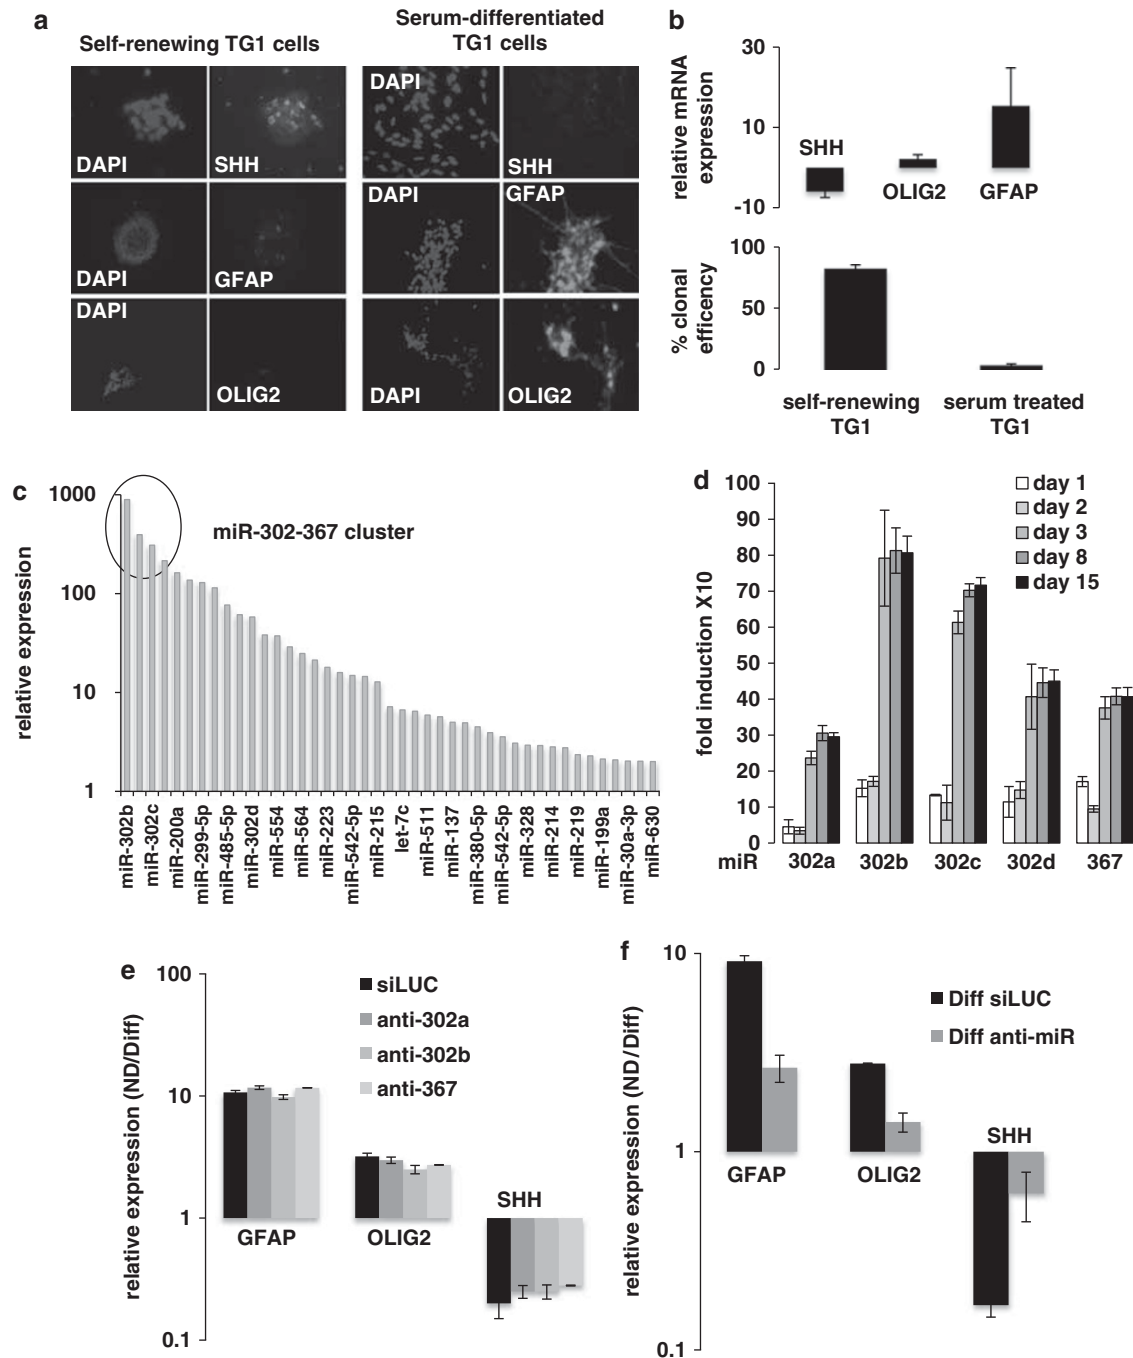 a
Self-renewing TG1 cells
Serum-differentiated
TG1 cells
DAPI
SHH
DAPI
SHH
DAPI
GFAP
DAPI
GFAP
DAPI
OLIG2
DAPI
OLIG2
b
relative mRNA
expression
30
10
-10
SHH
OLIG2
GFAP
% clonal
efficency
100
50
0
self-renewing
TG1
serum treated
TG1
c
relative expression
1000
100
10
1
miR-302-367 cluster
miR-302b
miR-302c
miR-200a
miR-299-5p
miR-485-5p
miR-302d
miR-554
miR-564
miR-223
miR-542-5p
miR-215
let-7c
miR-511
miR-137
miR-380-5p
miR-542-5p
miR-328
miR-214
miR-219
miR-199a
miR-30a-3p
miR-630
d
fold induction X10
100
90
80
70
60
50
40
30
20
10
0
day 1
day 2
day 3
day 8
day 15
miR
302a
302b
302c
302d
367
e
relative expression (ND/Diff)
100
10
1
0.1
siLUC
anti-302a
anti-302b
anti-367
GFAP
OLIG2
SHH
f
relative expression (ND/Diff)
10
1
0.1
Diff siLUC
Diff anti-miR
GFAP
OLIG2
SHH